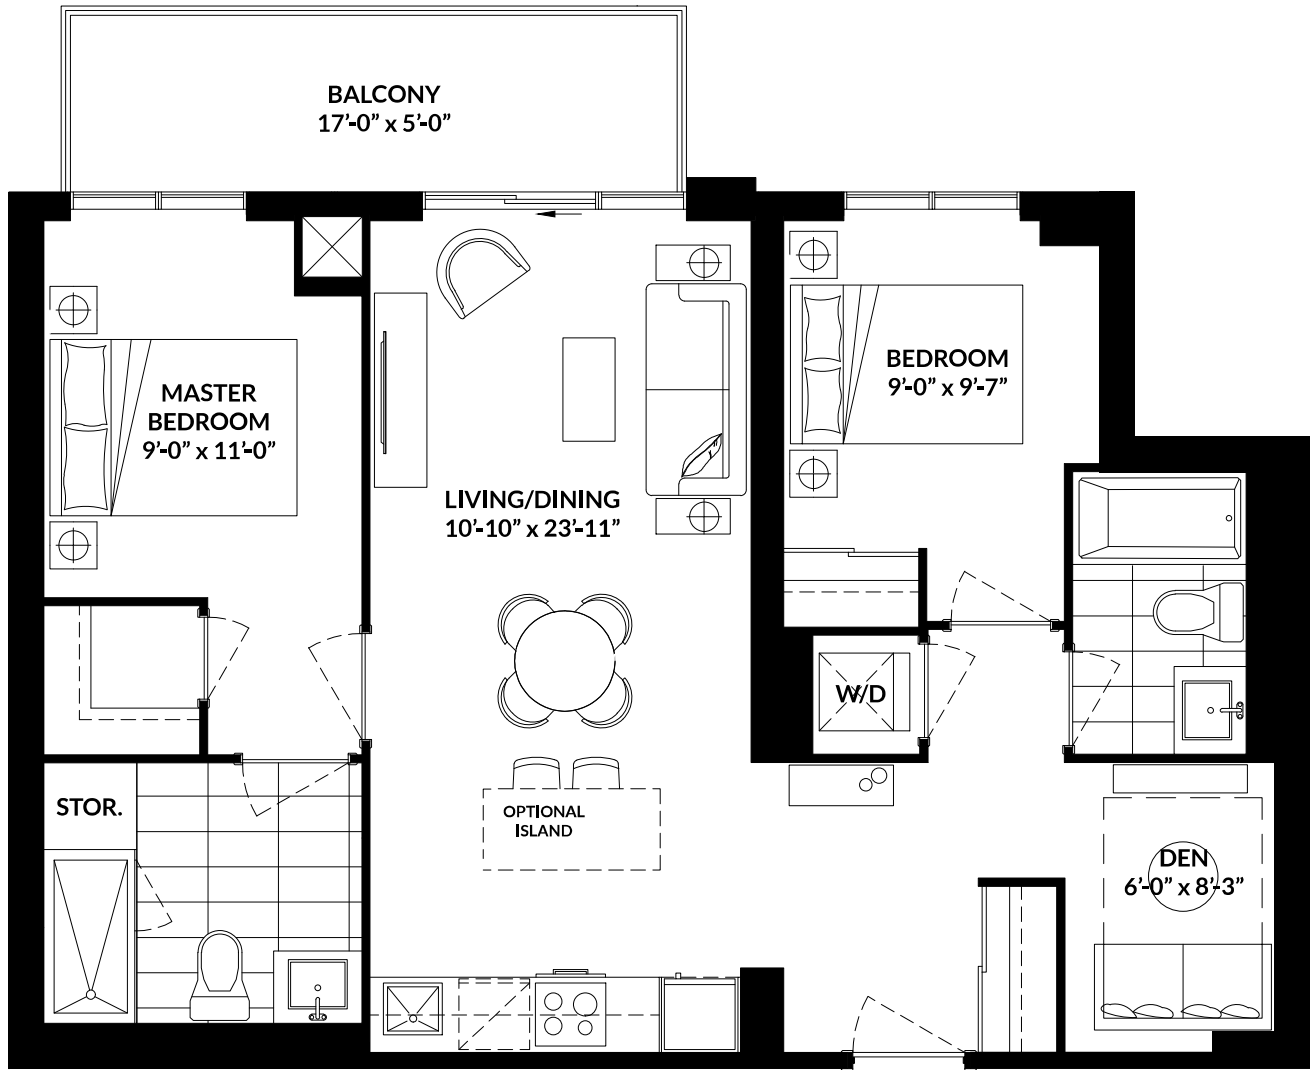 BALCONY
17'-0” x 5'-0”
MASTER
BEDROOM
9'-0” x 11'-0”
BEDROOM
9'-0” x 9'-7”
LIVING/DINING
10'-10” x 23'-11”
W/D
STOR.
OPTIONAL
ISLAND
DEN
6'-0” x 8'-3”